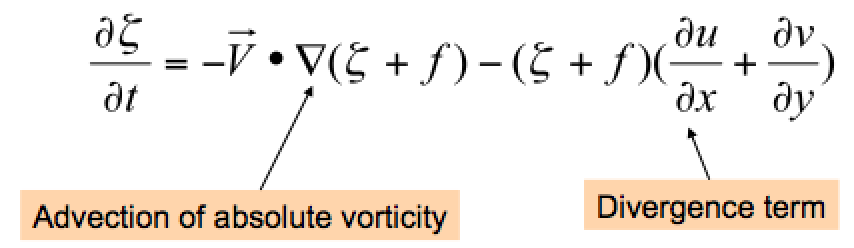 ∂ζ/∂t = −V⃗ • ∇(ζ + f) − (ζ + f)(∂u/∂x + ∂v/∂y)
Advection of absolute vorticity
Divergence term